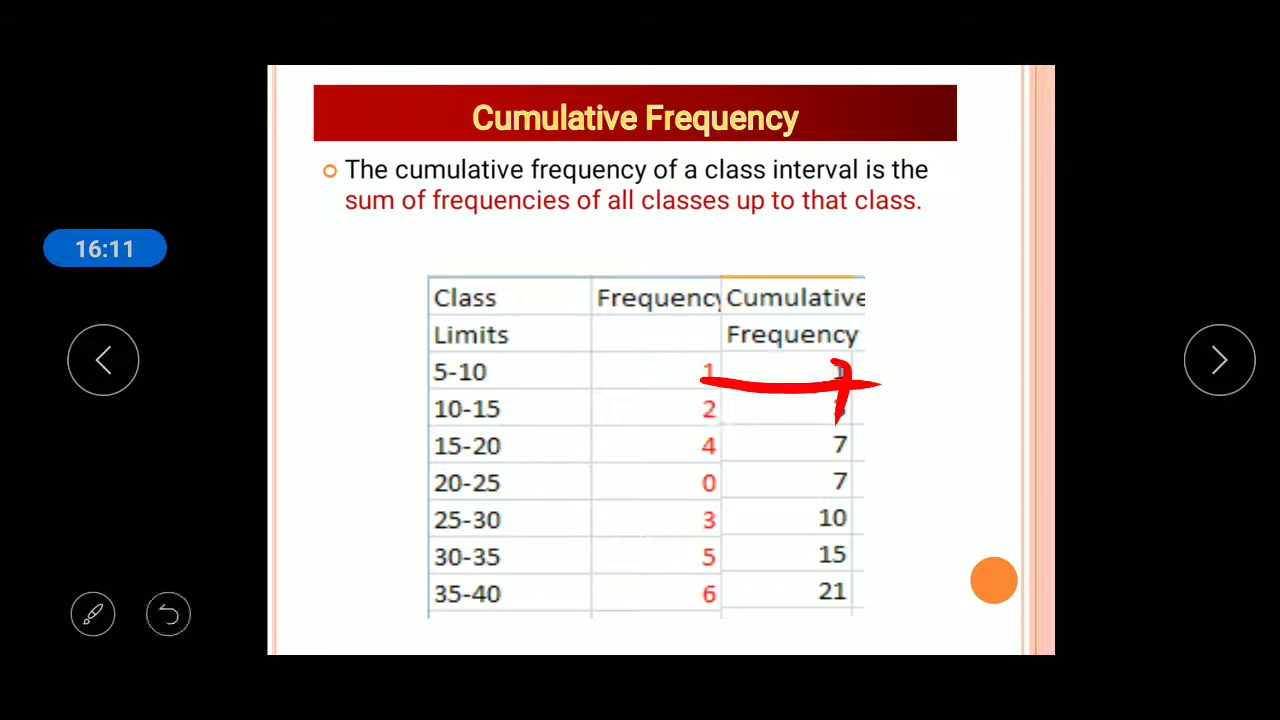 Cumulative Frequency
The cumulative frequency of a class interval is the
sum of frequencies of all classes up to that class.
16:11
Class Frequency Cumulative
Limits Frequency
5-10 1 1
10-15 2
15-20 4 7
20-25 0 7
25-30 3 10
30-35 5 15
35-40 6 21